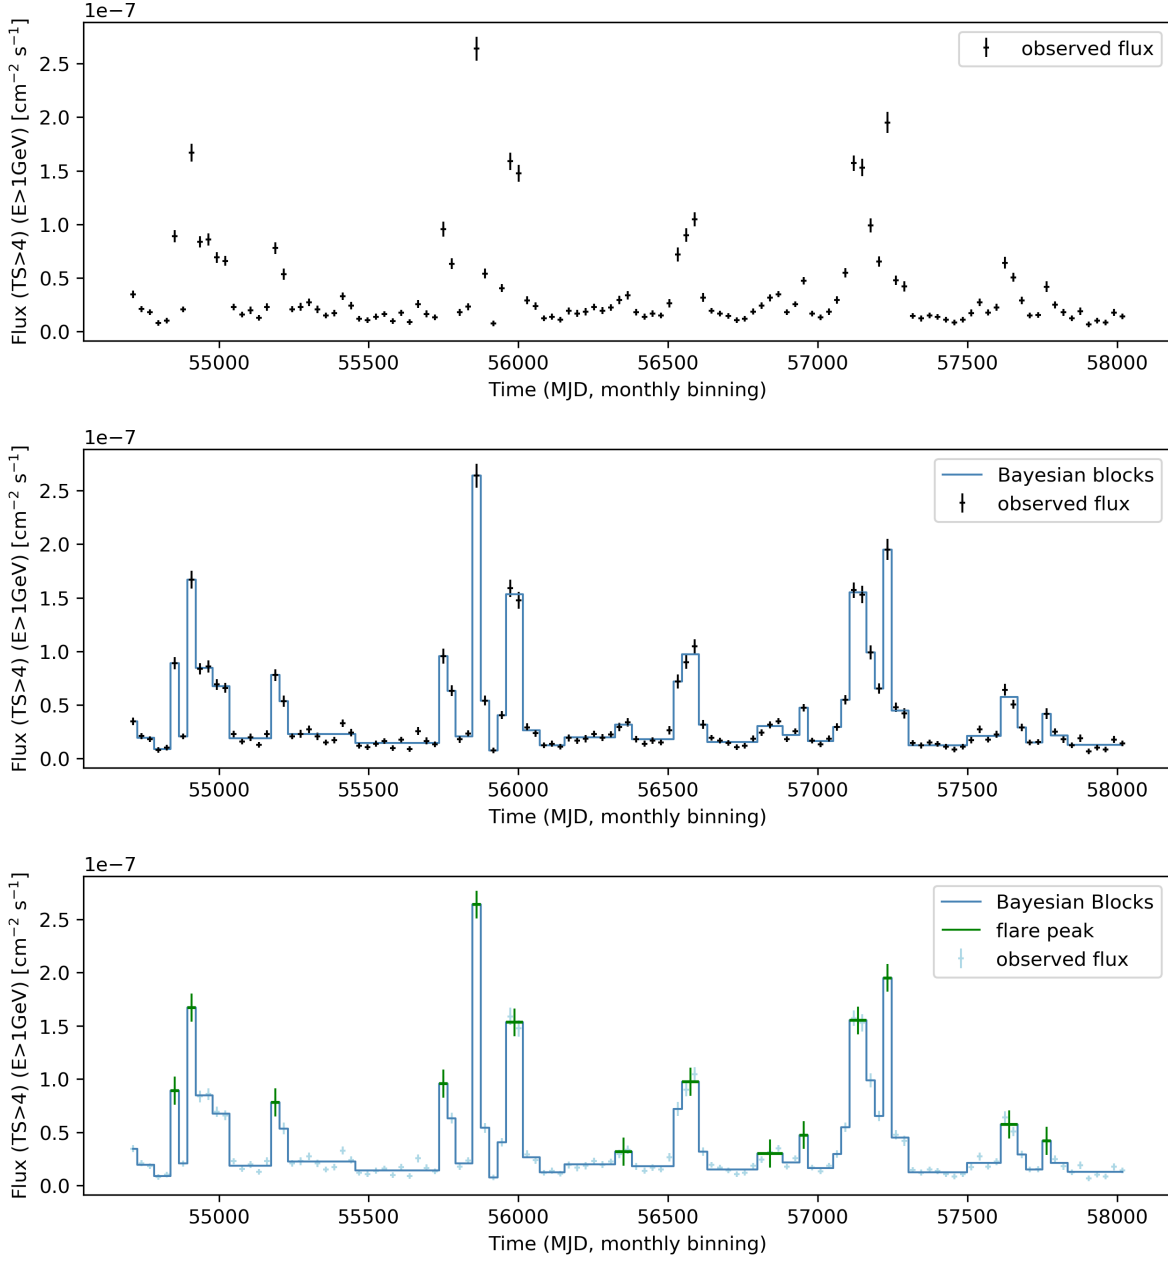 1e−7
Flux (TS>4) (E>1GeV) [cm−2 s−1]
2.5
2.0
1.5
1.0
0.5
0.0
observed flux
55000 55500 56000 56500 57000 57500 58000
Time (MJD, monthly binning)
1e−7
Flux (TS>4) (E>1GeV) [cm−2 s−1]
2.5
2.0
1.5
1.0
0.5
0.0
Bayesian blocks
observed flux
55000 55500 56000 56500 57000 57500 58000
Time (MJD, monthly binning)
1e−7
Flux (TS>4) (E>1GeV) [cm−2 s−1]
2.5
2.0
1.5
1.0
0.5
0.0
Bayesian Blocks
flare peak
observed flux
55000 55500 56000 56500 57000 57500 58000
Time (MJD, monthly binning)